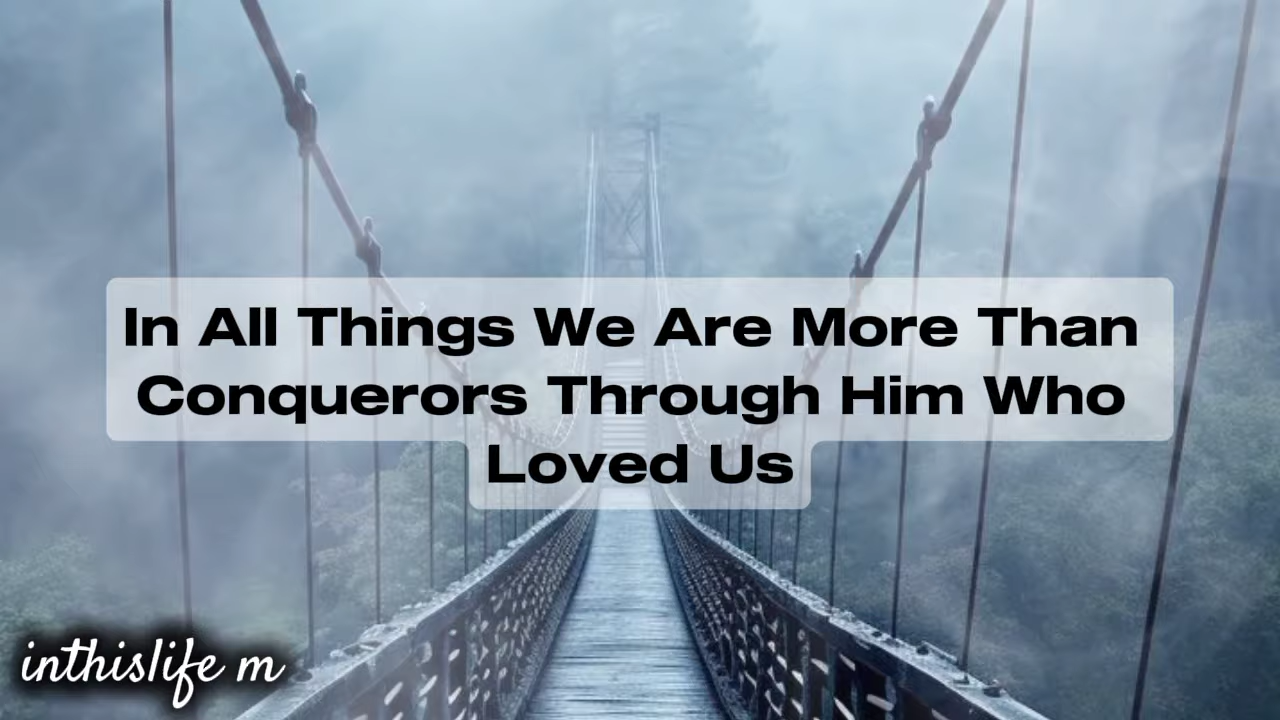 In All Things We Are More Than
Conquerors Through Him Who
Loved Us
inthislife m